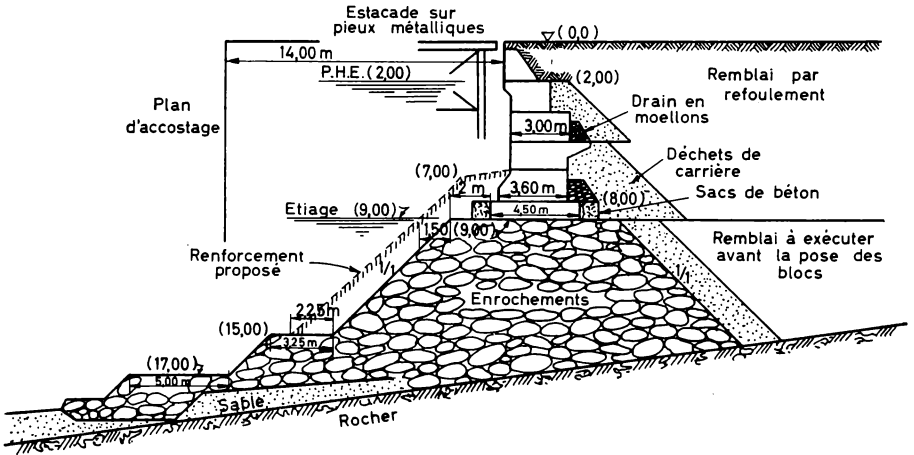 Estacade sur
pieux métalliques
(0,0)
14,00 m
P.H.E. (2,00)
(2,00)
Remblai par
refoulement
Plan
d'accostage
Drain en
moellons
3,00 m
Déchets de
carrière
(7,00)
2 m
3,60 m
(8,00)
Sacs de béton
Etiage (9,00)
4,50 m
1,50
(9,00)
Remblai à exécuter
avant la pose des
blocs
Renforcement
proposé
1/1
1/1
Enrochements
2,25m
(15,00)
3,25m
(17,00)
5,00 m
Sable
Rocher